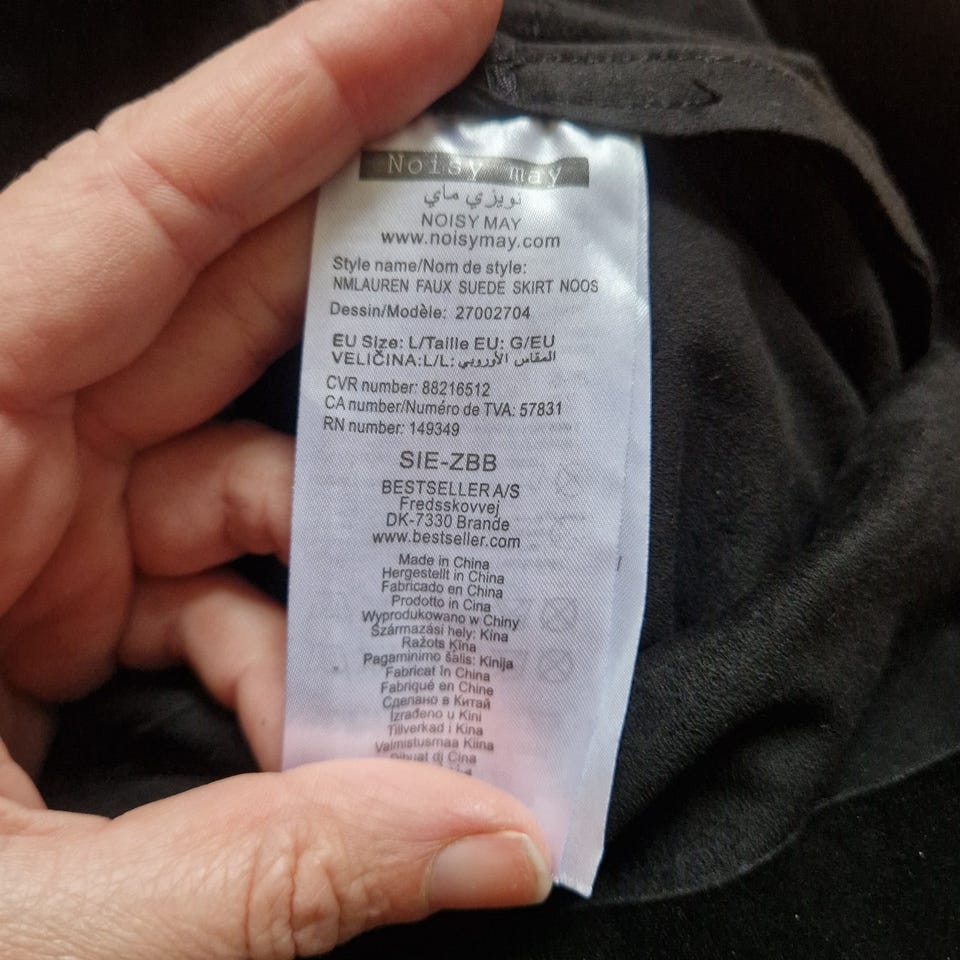 Noisy may
نويزي ماي
NOISY MAY
www.noisymay.com
Style name/Nom de style:
NMLAUREN FAUX SUEDE SKIRT NOOS
Dessin/Modèle: 27002704
EU Size: L/Taille EU: G/EU
VELIČINA:L/L: المقاس الأوروبي
CVR number: 88216512
CA number/Numéro de TVA: 57831
RN number: 149349
SIE-ZBB
BESTSELLER A/S
Fredsskovvej
DK-7330 Brande
www.bestseller.com
Made in China
Hergestellt in China
Fabricado en China
Prodotto in Cina
Wyprodukowano w Chiny
Származási hely: Kína
Ražots Ķīna
Pagaminimo šalis: Kinija
Fabricat în China
Fabriqué en Chine
Сделано в Китай
Izrađeno u Kini
Tillverkad i Kina
Valmistusmaa Kiina
dj Cina